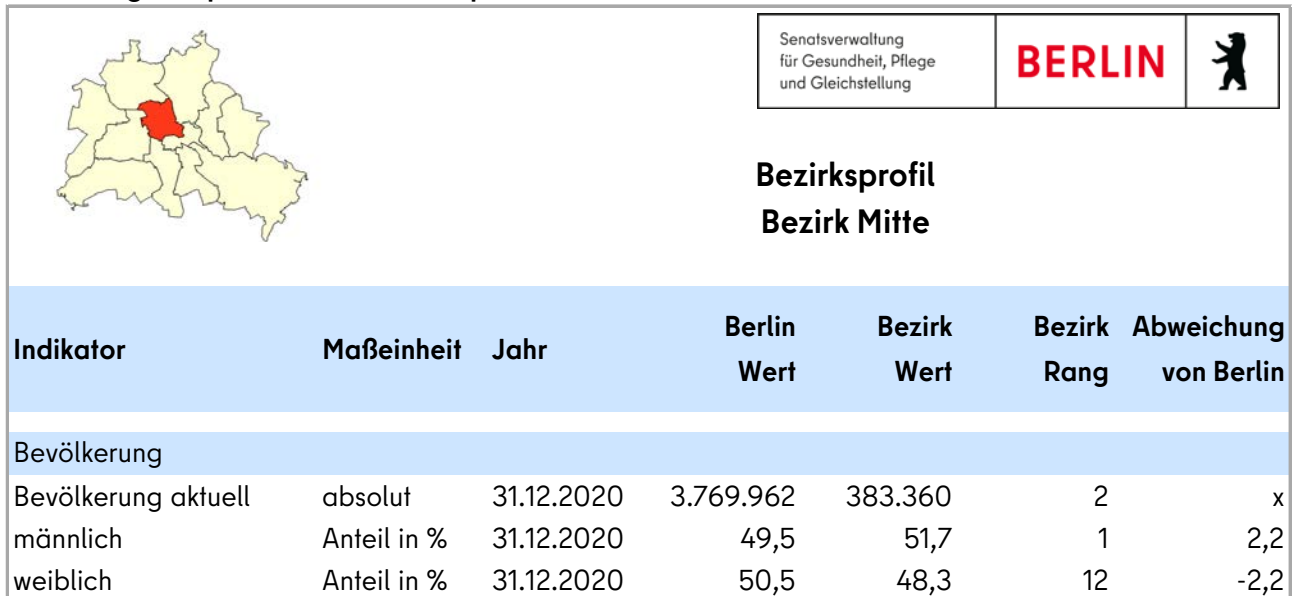 Senatsverwaltung
für Gesundheit, Pflege
und Gleichstellung
BERLIN
Bezirksprofil
Bezirk Mitte
Indikator Maßeinheit Jahr Berlin Wert Bezirk Wert Bezirk Rang Abweichung von Berlin
Bevölkerung
Bevölkerung aktuell absolut 31.12.2020 3.769.962 383.360 2 x
männlich Anteil in % 31.12.2020 49,5 51,7 1 2,2
weiblich Anteil in % 31.12.2020 50,5 48,3 12 -2,2